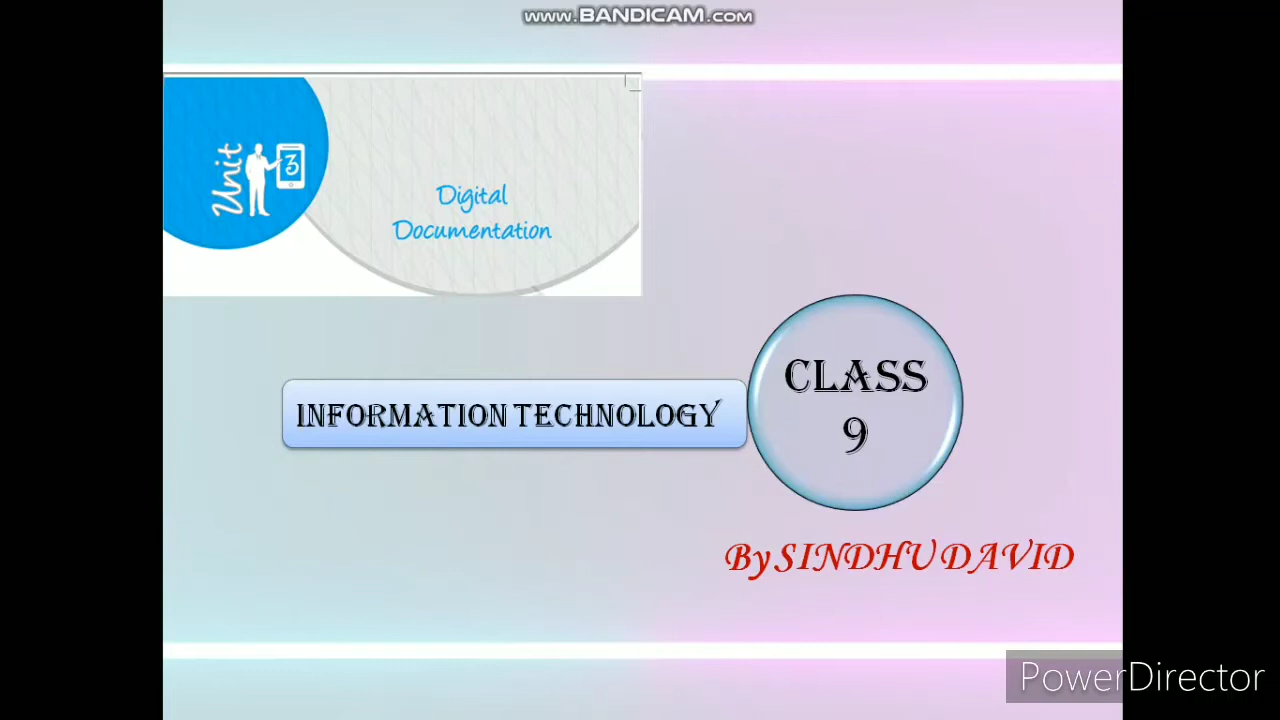 www.BANDICAM.com
Unit
3
Digital
Documentation
CLASS
9
INFORMATION TECHNOLOGY
By SINDHU DAVID
PowerDirector